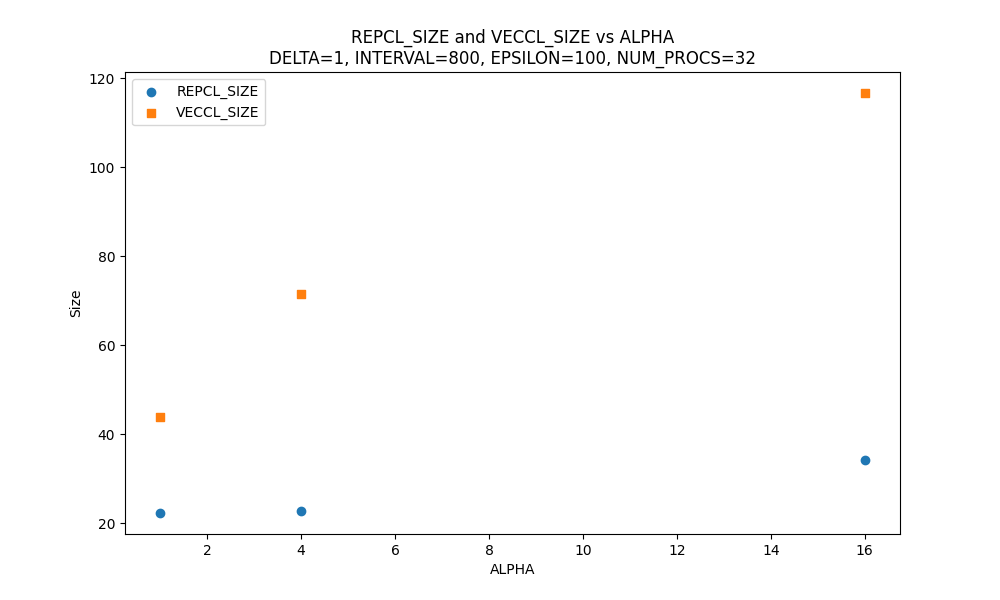 REPCL_SIZE and VECCL_SIZE vs ALPHA
DELTA=1, INTERVAL=800, EPSILON=100, NUM_PROCS=32
REPCL_SIZE
VECCL_SIZE
120
100
80
60
40
20
Size
2 4 6 8 10 12 14 16
ALPHA